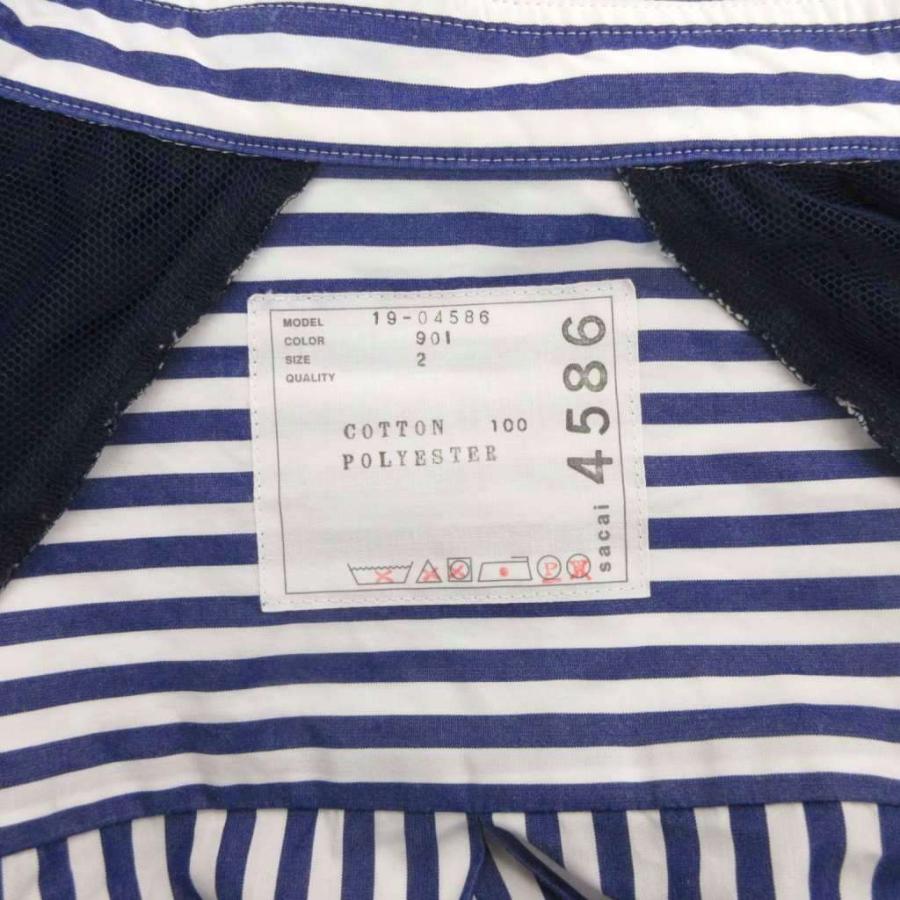 MODEL 19-04586
COLOR 901
SIZE 2
QUALITY
COTTON 100
POLYESTER
P
W
sacai 4586